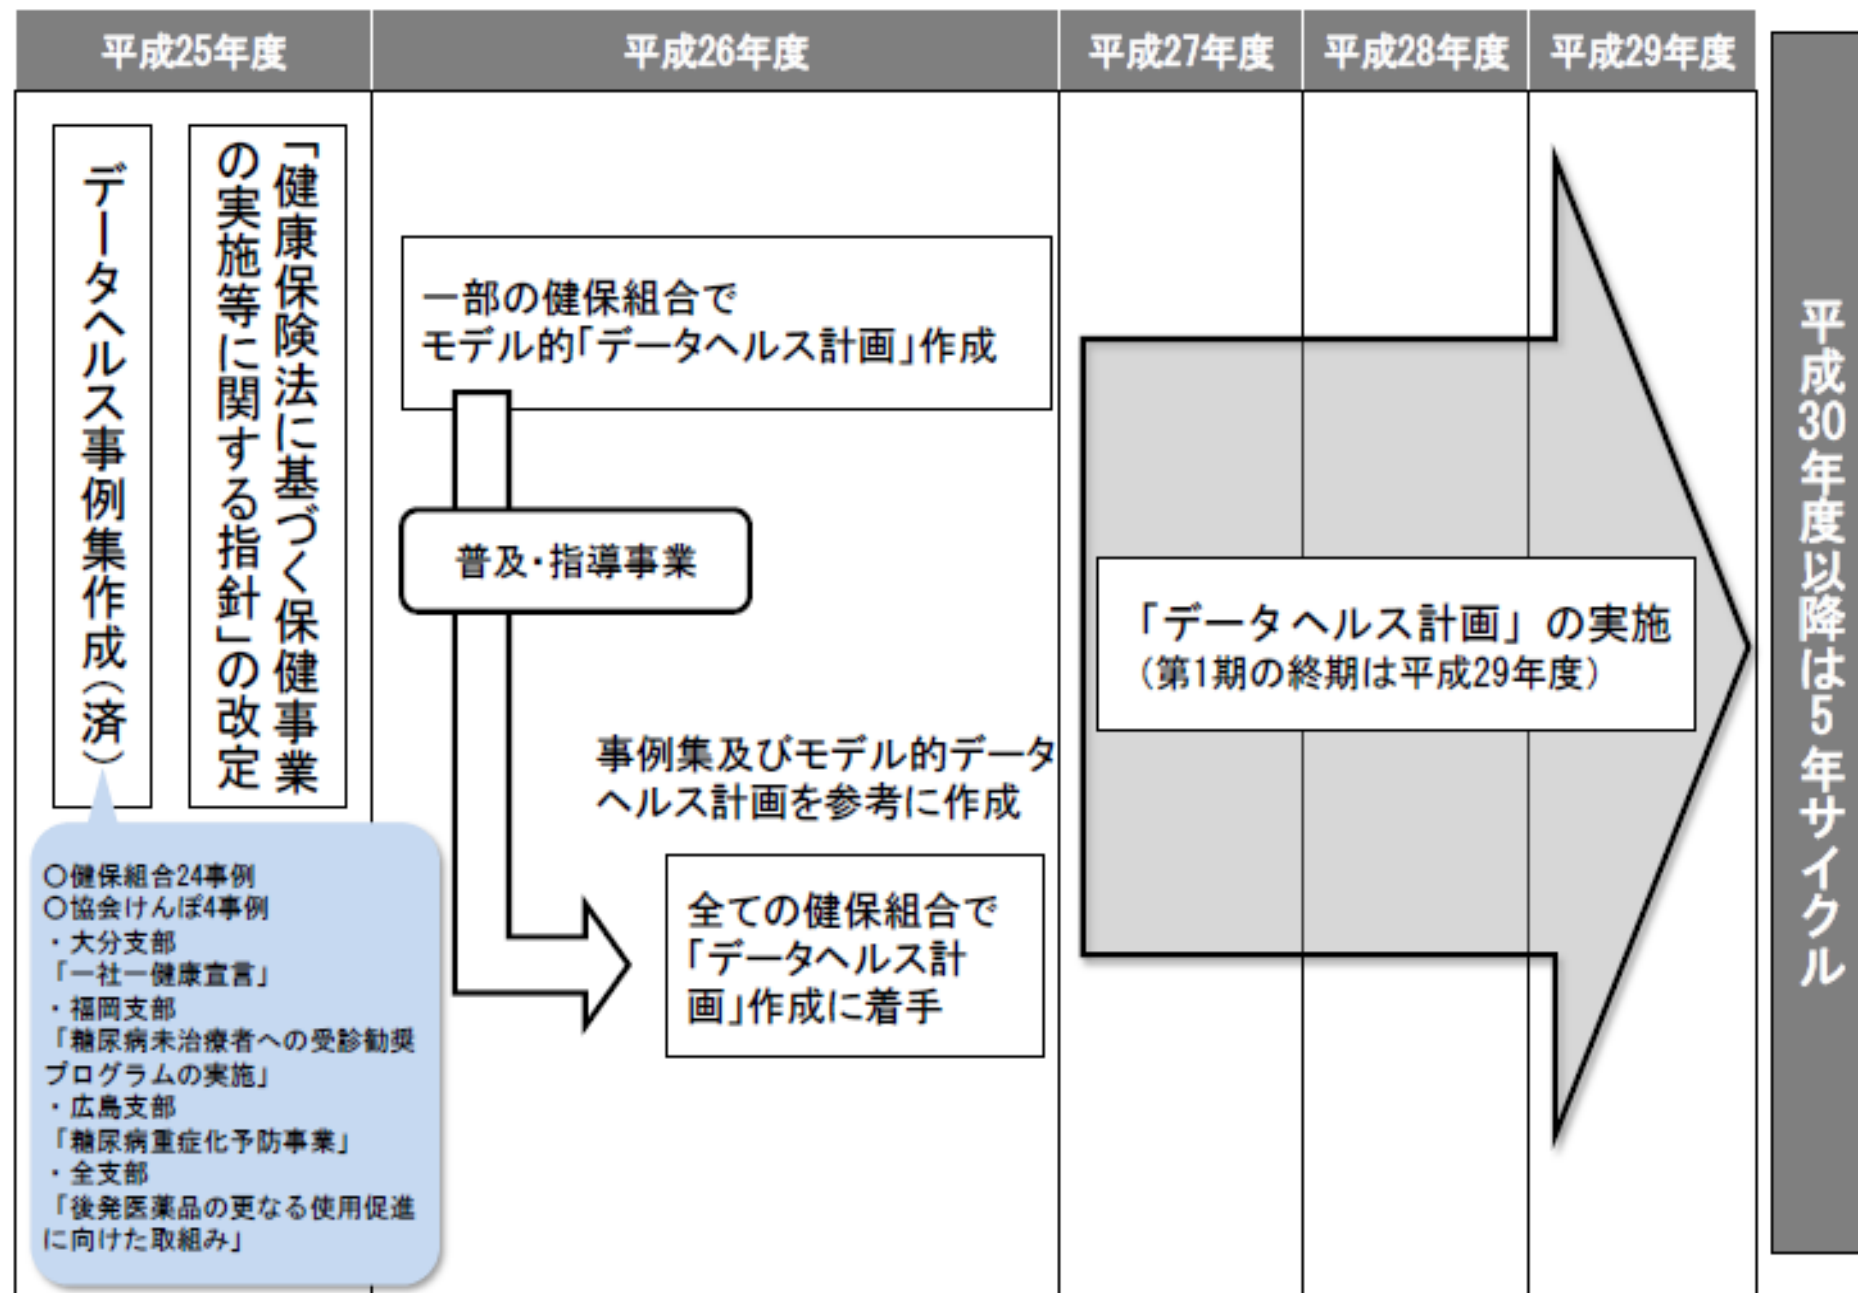 平成25年度
平成26年度
平成27年度
平成28年度
平成29年度
データヘルス事例集作成(済)
「健康保険法に基づく保健事業
の実施等に関する指針」の改定
○健保組合24事例
○協会けんぽ4事例
・大分支部
「一社一健康宣言」
・福岡支部
「糖尿病未治療者への受診勧奨
プログラムの実施」
・広島支部
「糖尿病重症化予防事業」
・全支部
「後発医薬品の更なる使用促進
に向けた取組み」
一部の健保組合で
モデル的「データヘルス計画」作成
普及・指導事業
事例集及びモデル的データ
ヘルス計画を参考に作成
全ての健保組合で
「データヘルス計
画」作成に着手
「データヘルス計画」の実施
(第1期の終期は平成29年度)
平成30年度以降は5年サイクル